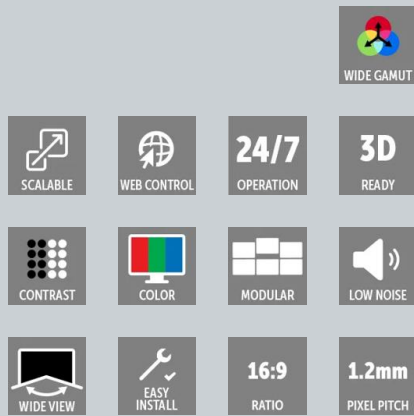 WIDE GAMUT
SCALABLE
WEB CONTROL
24/7
OPERATION
3D
READY
CONTRAST
COLOR
MODULAR
LOW NOISE
WIDE VIEW
EASY
INSTALL
16:9
RATIO
1.2mm
PIXEL PITCH